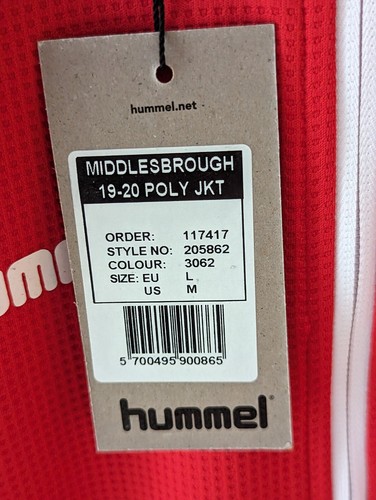 hummel.net
MIDDLESBROUGH
19-20 POLY JKT
ORDER: 117417
STYLE NO: 205862
COLOUR: 3062
SIZE: EU L
US M
5 700495 900865
hummel